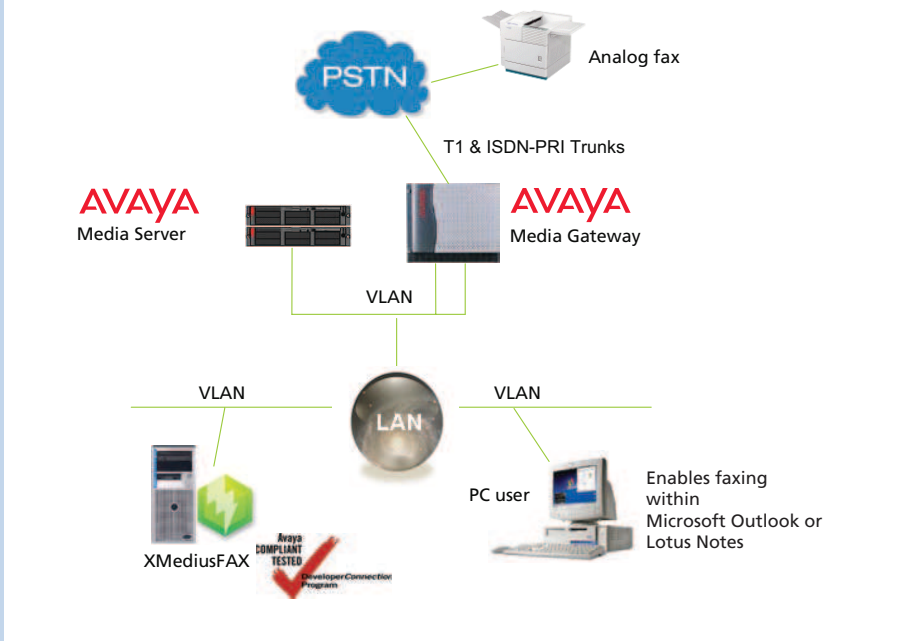 PSTN
Analog fax
T1 & ISDN-PRI Trunks
AVAYA
Media Server
AVAYA
Media Gateway
VLAN
VLAN
LAN
VLAN
PC user
Enables faxing
within
Microsoft Outlook or
Lotus Notes
XMediusFAX
Avaya
COMPLIANT
TESTED
DeveloperConnection
Program